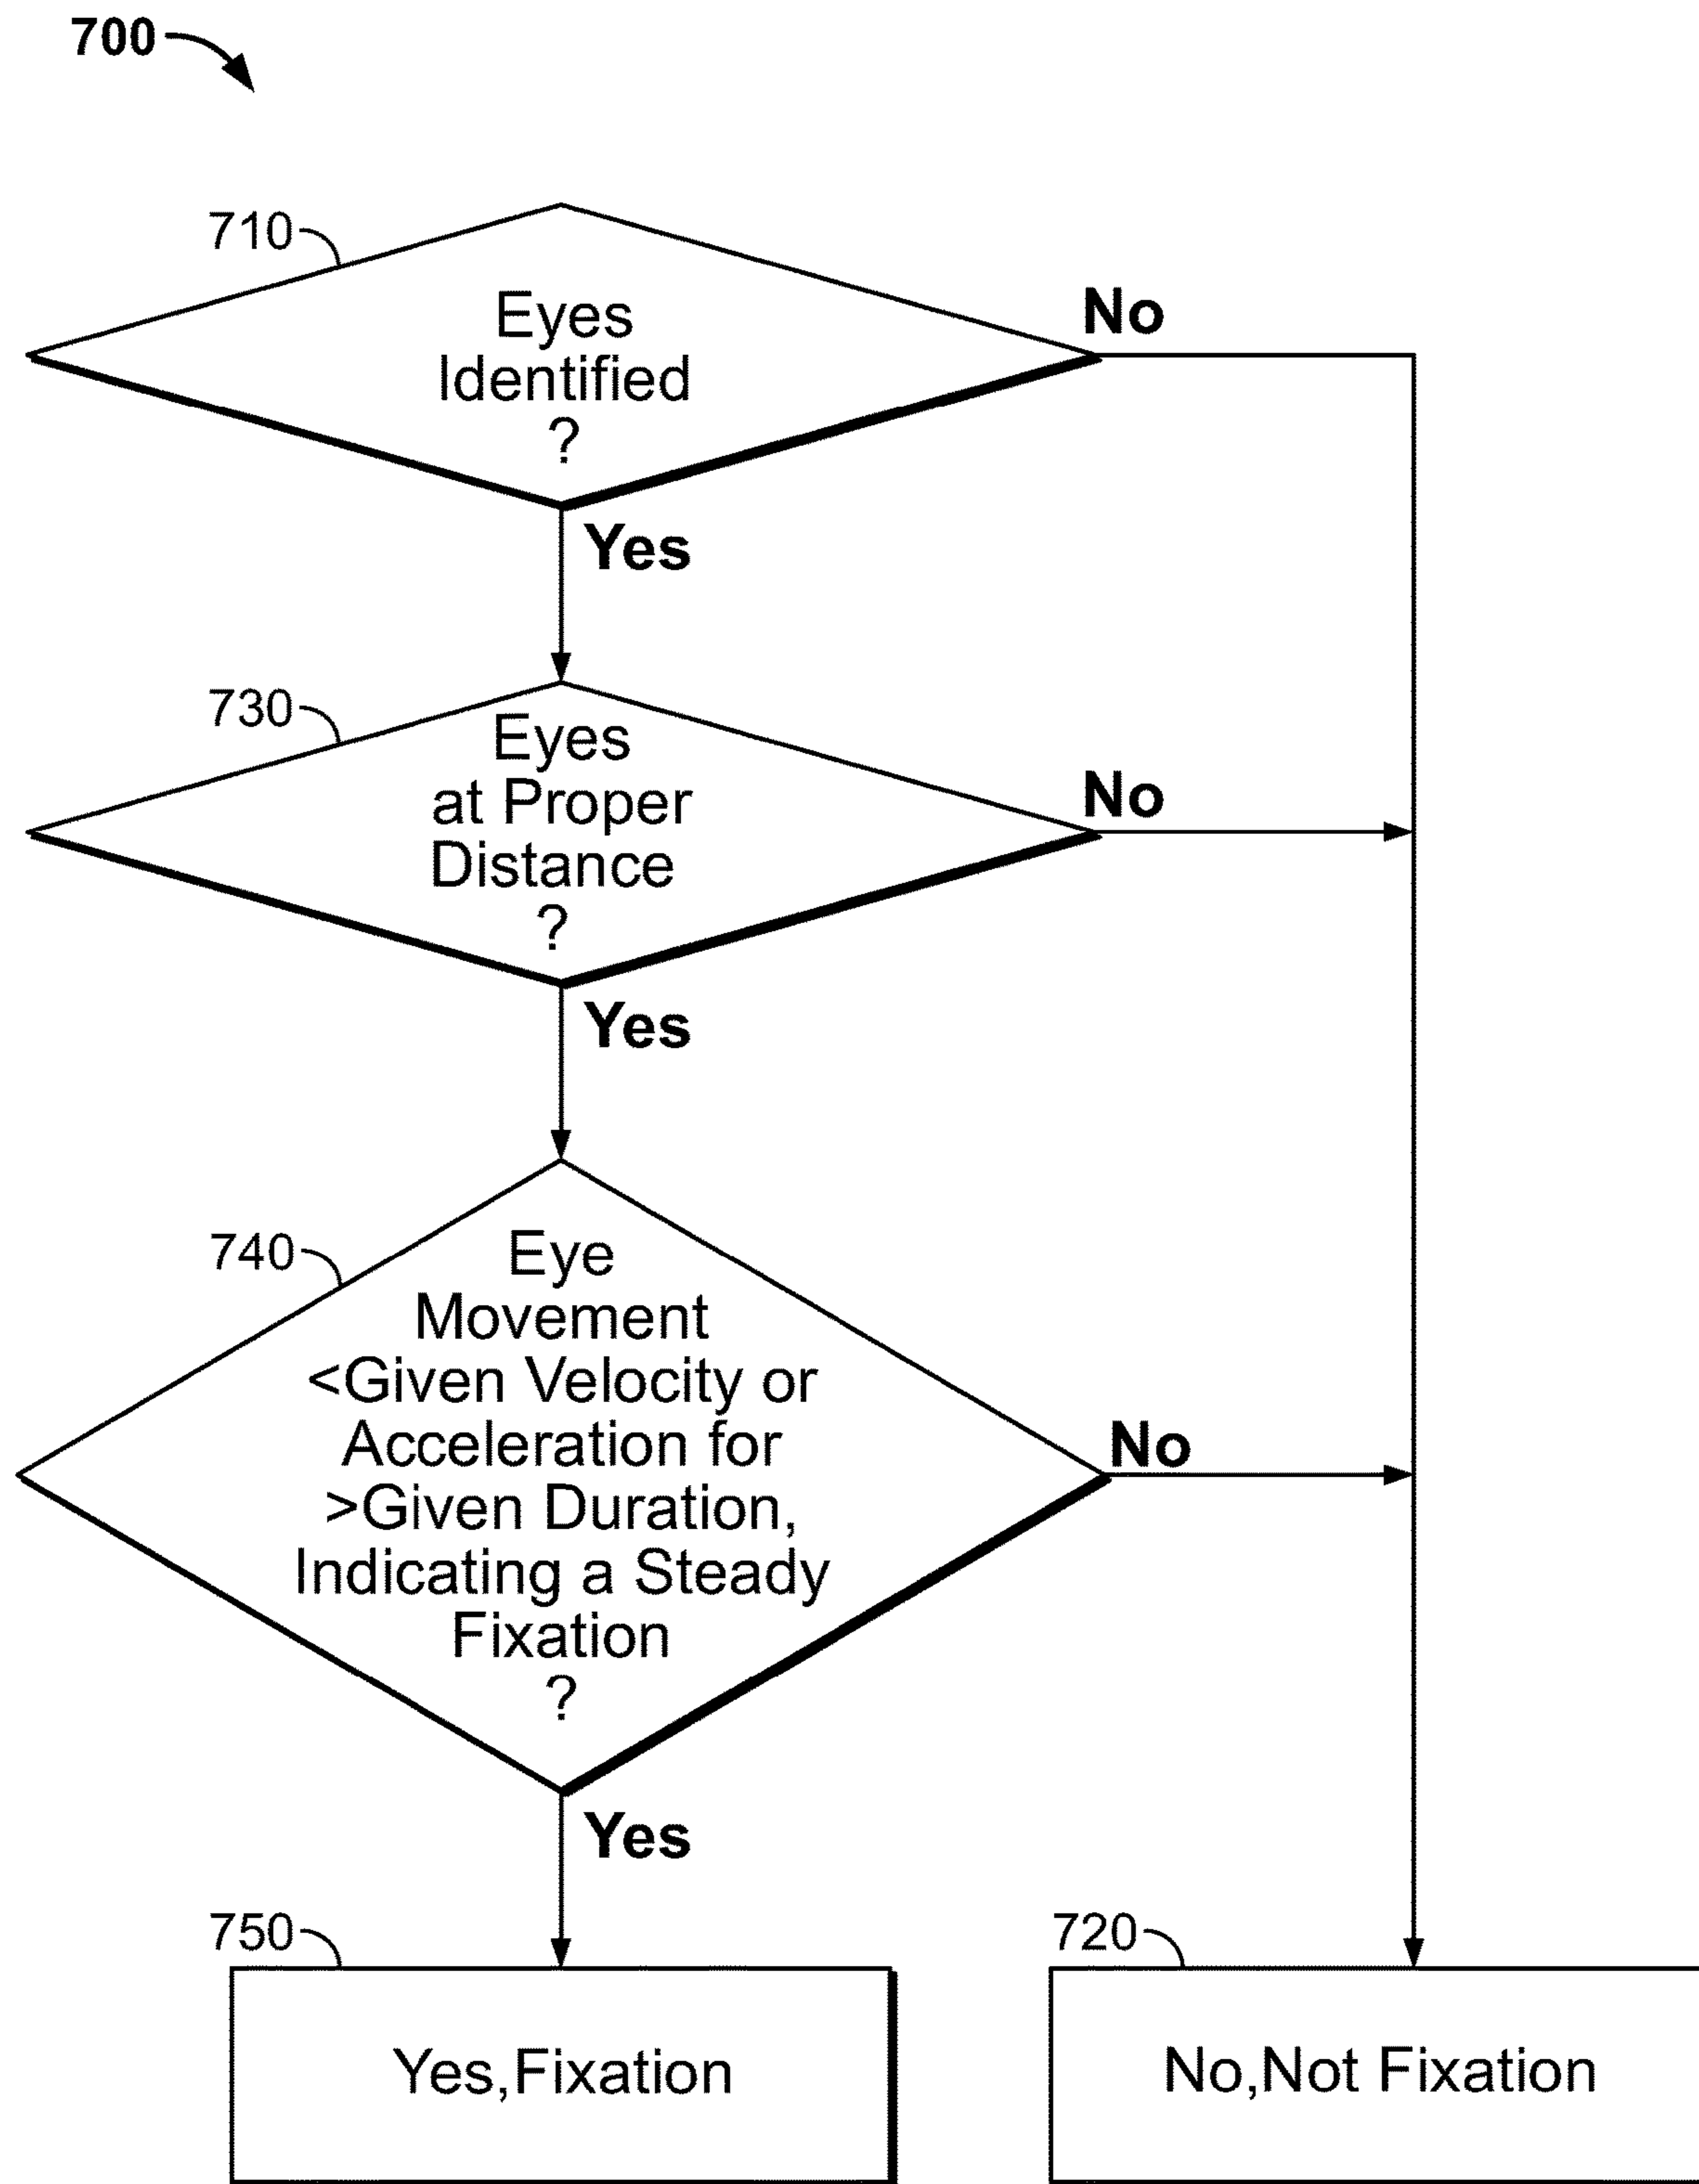 700
710
Eyes
Identified
?
No
Yes
730
Eyes
at Proper
Distance
?
No
Yes
740
Eye
Movement
<Given Velocity or
Acceleration for
>Given Duration,
Indicating a Steady
Fixation
?
No
Yes
750
Yes,Fixation
720
No,Not Fixation